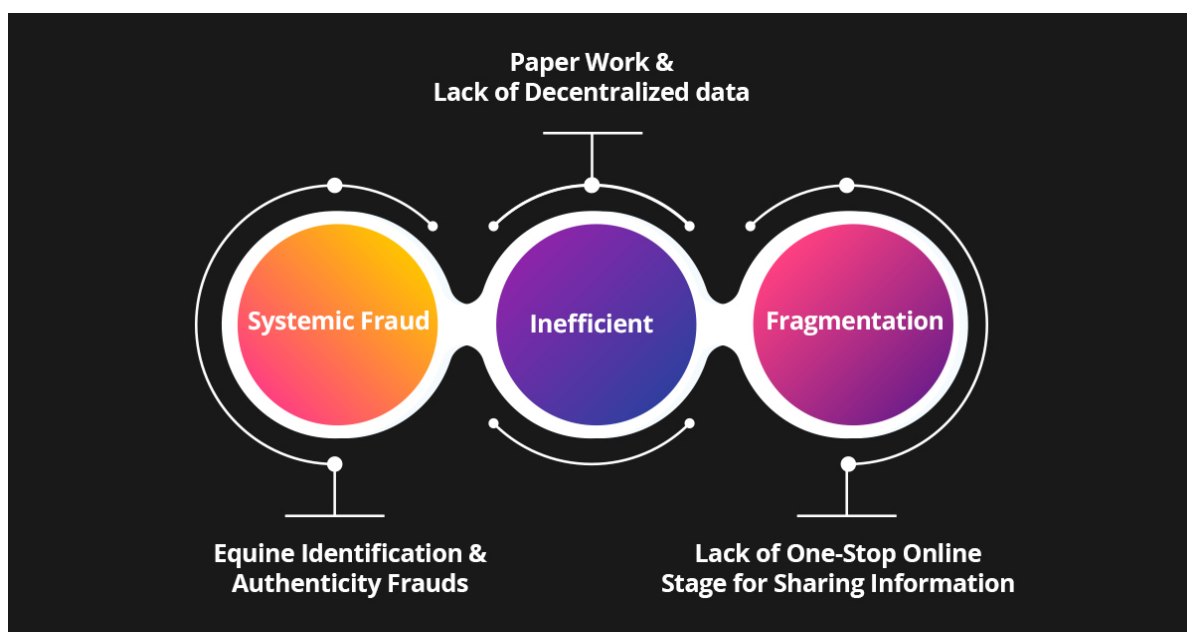 Paper Work &
Lack of Decentralized data
Systemic Fraud
Inefficient
Fragmentation
Equine Identification &
Authenticity Frauds
Lack of One-Stop Online
Stage for Sharing Information